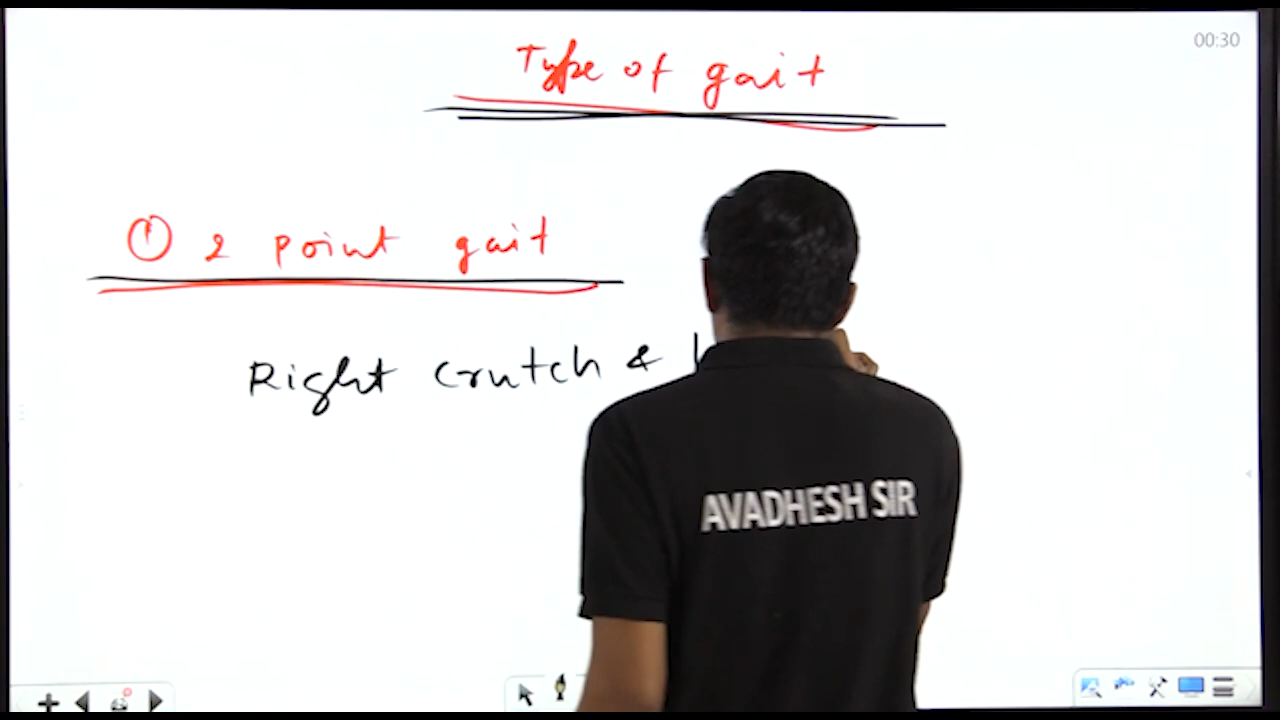 00:30
Type of gait
① 2 point gait
Right crutch &
AVADHESH SIR